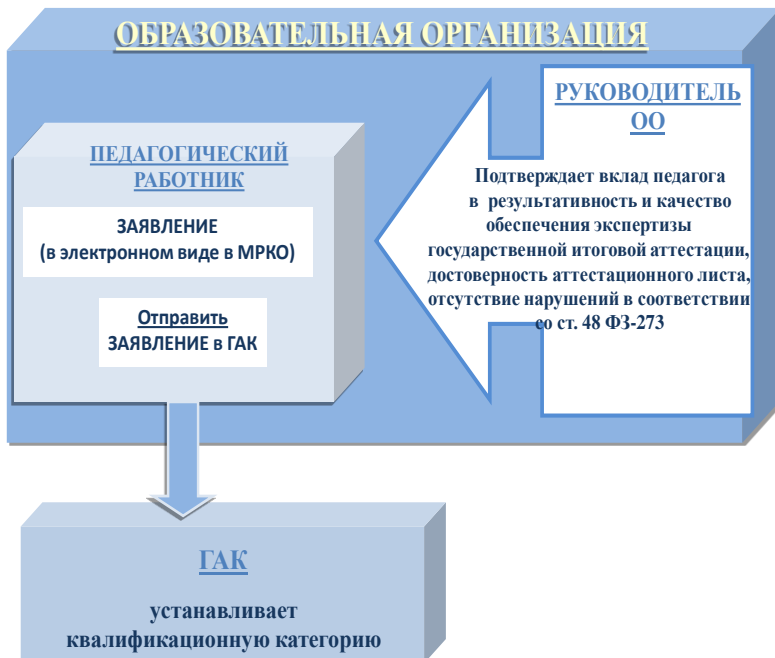 ОБРАЗОВАТЕЛЬНАЯ ОРГАНИЗАЦИЯ
ПЕДАГОГИЧЕСКИЙ
РАБОТНИК
ЗАЯВЛЕНИЕ
(в электронном виде в МРКО)
Отправить
ЗАЯВЛЕНИЕ в ГАК
РУКОВОДИТЕЛЬ
ОО
Подтверждает вклад педагога
в результативность и качество
обеспечения экспертизы
государственной итоговой аттестации,
достоверность аттестационного листа,
отсутствие нарушений в соответствии
со ст. 48 ФЗ-273
ГАК
устанавливает
квалификационную категорию